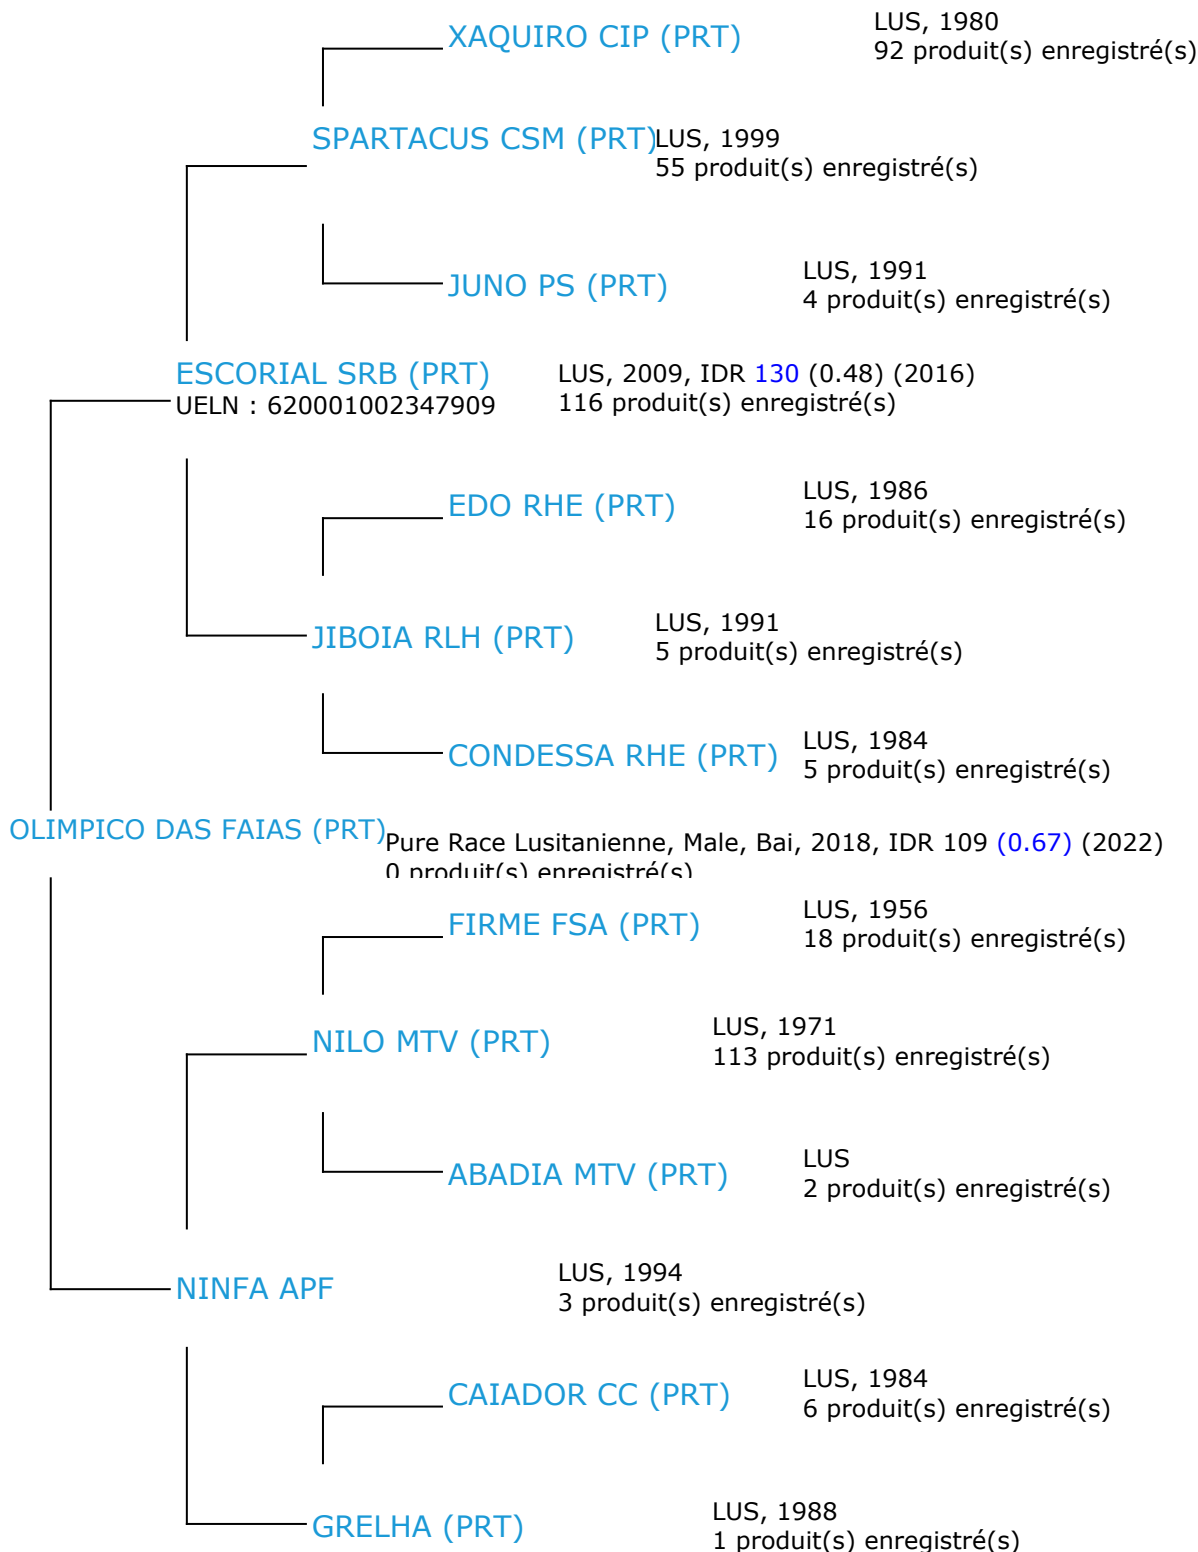 XAQUIRO CIP (PRT)
LUS, 1980
92 produit(s) enregistré(s)
SPARTACUS CSM (PRT)
LUS, 1999
55 produit(s) enregistré(s)
JUNO PS (PRT)
LUS, 1991
4 produit(s) enregistré(s)
ESCORIAL SRB (PRT)
UELN : 620001002347909
LUS, 2009, IDR 130 (0.48) (2016)
116 produit(s) enregistré(s)
EDO RHE (PRT)
LUS, 1986
16 produit(s) enregistré(s)
JIBOIA RLH (PRT)
LUS, 1991
5 produit(s) enregistré(s)
CONDESSA RHE (PRT)
LUS, 1984
5 produit(s) enregistré(s)
OLIMPICO DAS FAIAS (PRT)
Pure Race Lusitanienne, Male, Bai, 2018, IDR 109 (0.67) (2022)
0 produit(s) enregistré(s)
FIRME FSA (PRT)
LUS, 1956
18 produit(s) enregistré(s)
NILO MTV (PRT)
LUS, 1971
113 produit(s) enregistré(s)
ABADIA MTV (PRT)
LUS
2 produit(s) enregistré(s)
NINFA APF
LUS, 1994
3 produit(s) enregistré(s)
CAIADOR CC (PRT)
LUS, 1984
6 produit(s) enregistré(s)
GRELHA (PRT)
LUS, 1988
1 produit(s) enregistré(s)